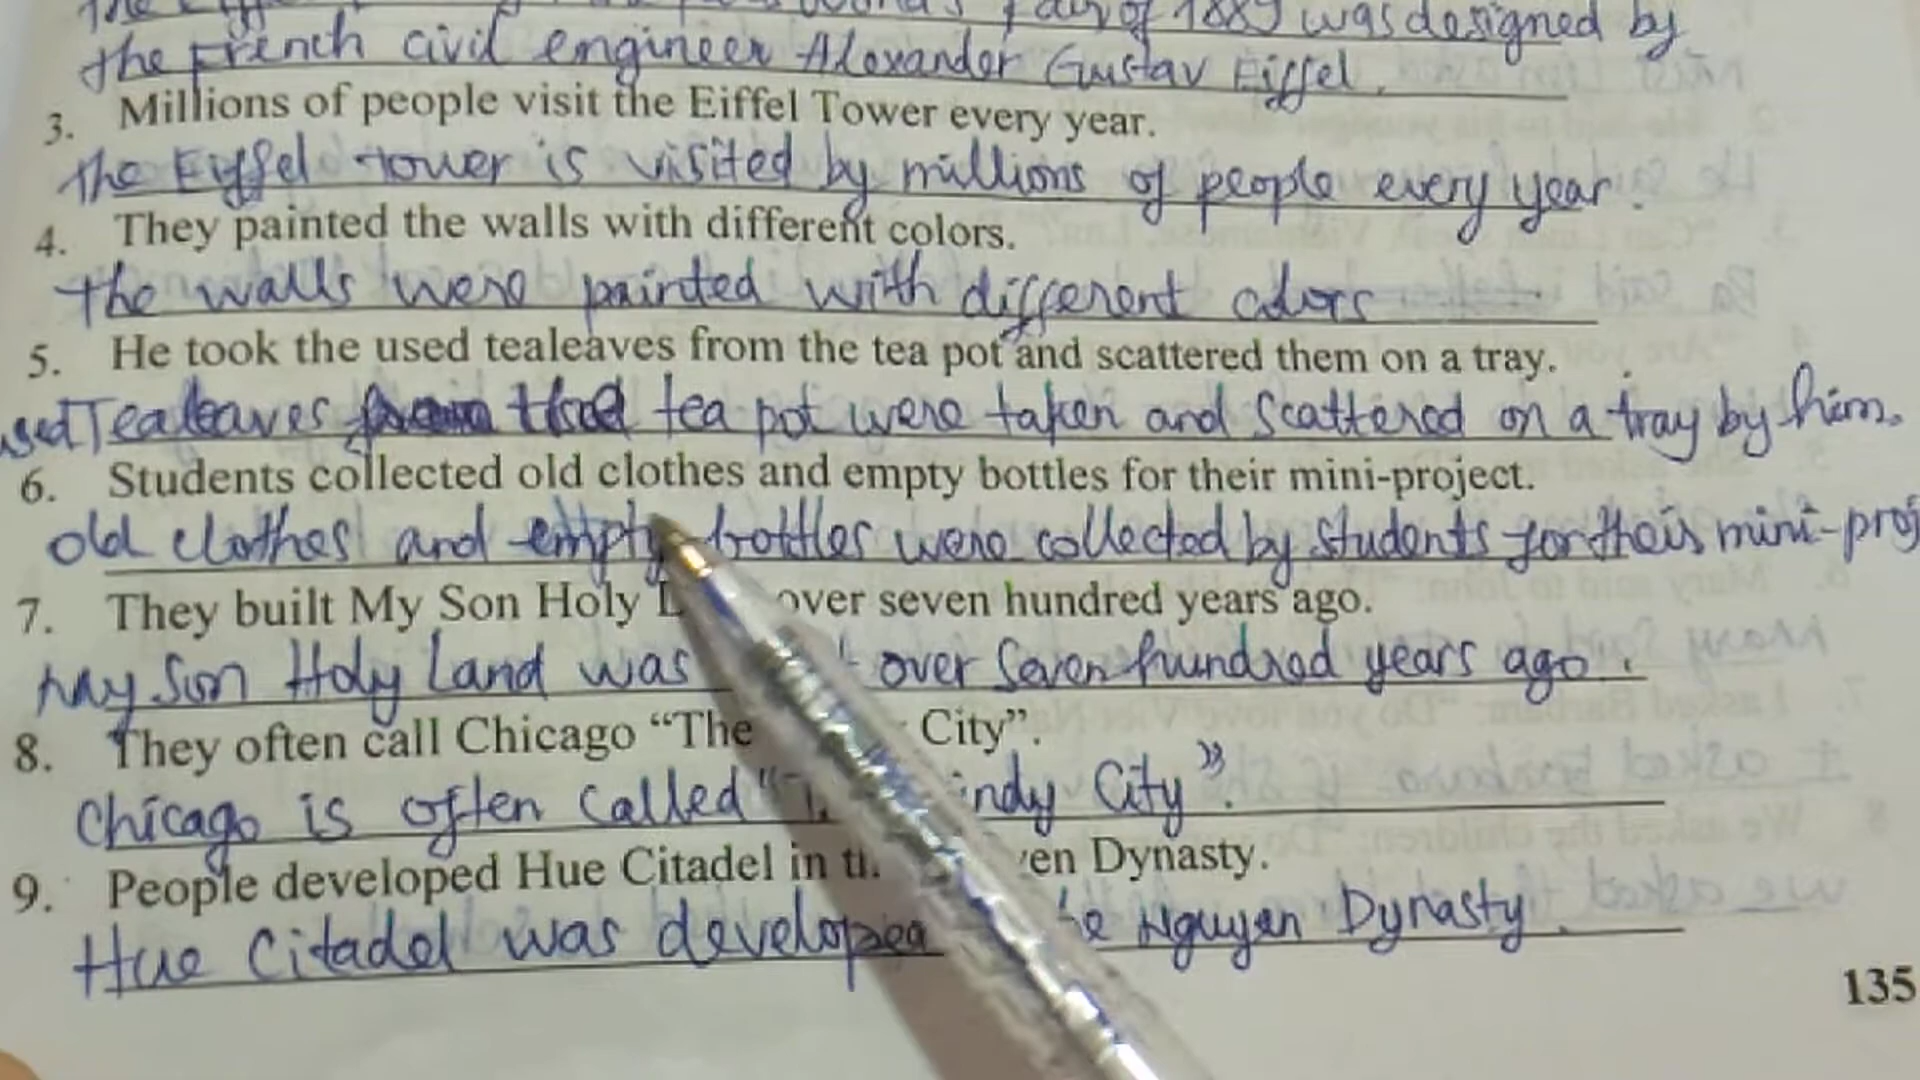 was designed by
the French civil engineer Alexander Gustav Eiffel.
3. Millions of people visit the Eiffel Tower every year.
The Eiffel tower is visited by millions of people every year.
4. They painted the walls with different colors.
The walls were painted with different colors
5. He took the used tealeaves from the tea pot and scattered them on a tray.
Tealeaves tea pot were taken and scattered on a tray by him.
6. Students collected old clothes and empty bottles for their mini-project.
old clothes and empty bottles were collected by students for their mini-proj
7. They built My Son Holy over seven hundred years ago.
My Son Holy Land was over seven hundred years ago.
8. They often call Chicago “The City”.
Chicago is often called City”.
9. People developed Hue Citadel in Dynasty.
Hue Citadel was developed Nguyen Dynasty.
135